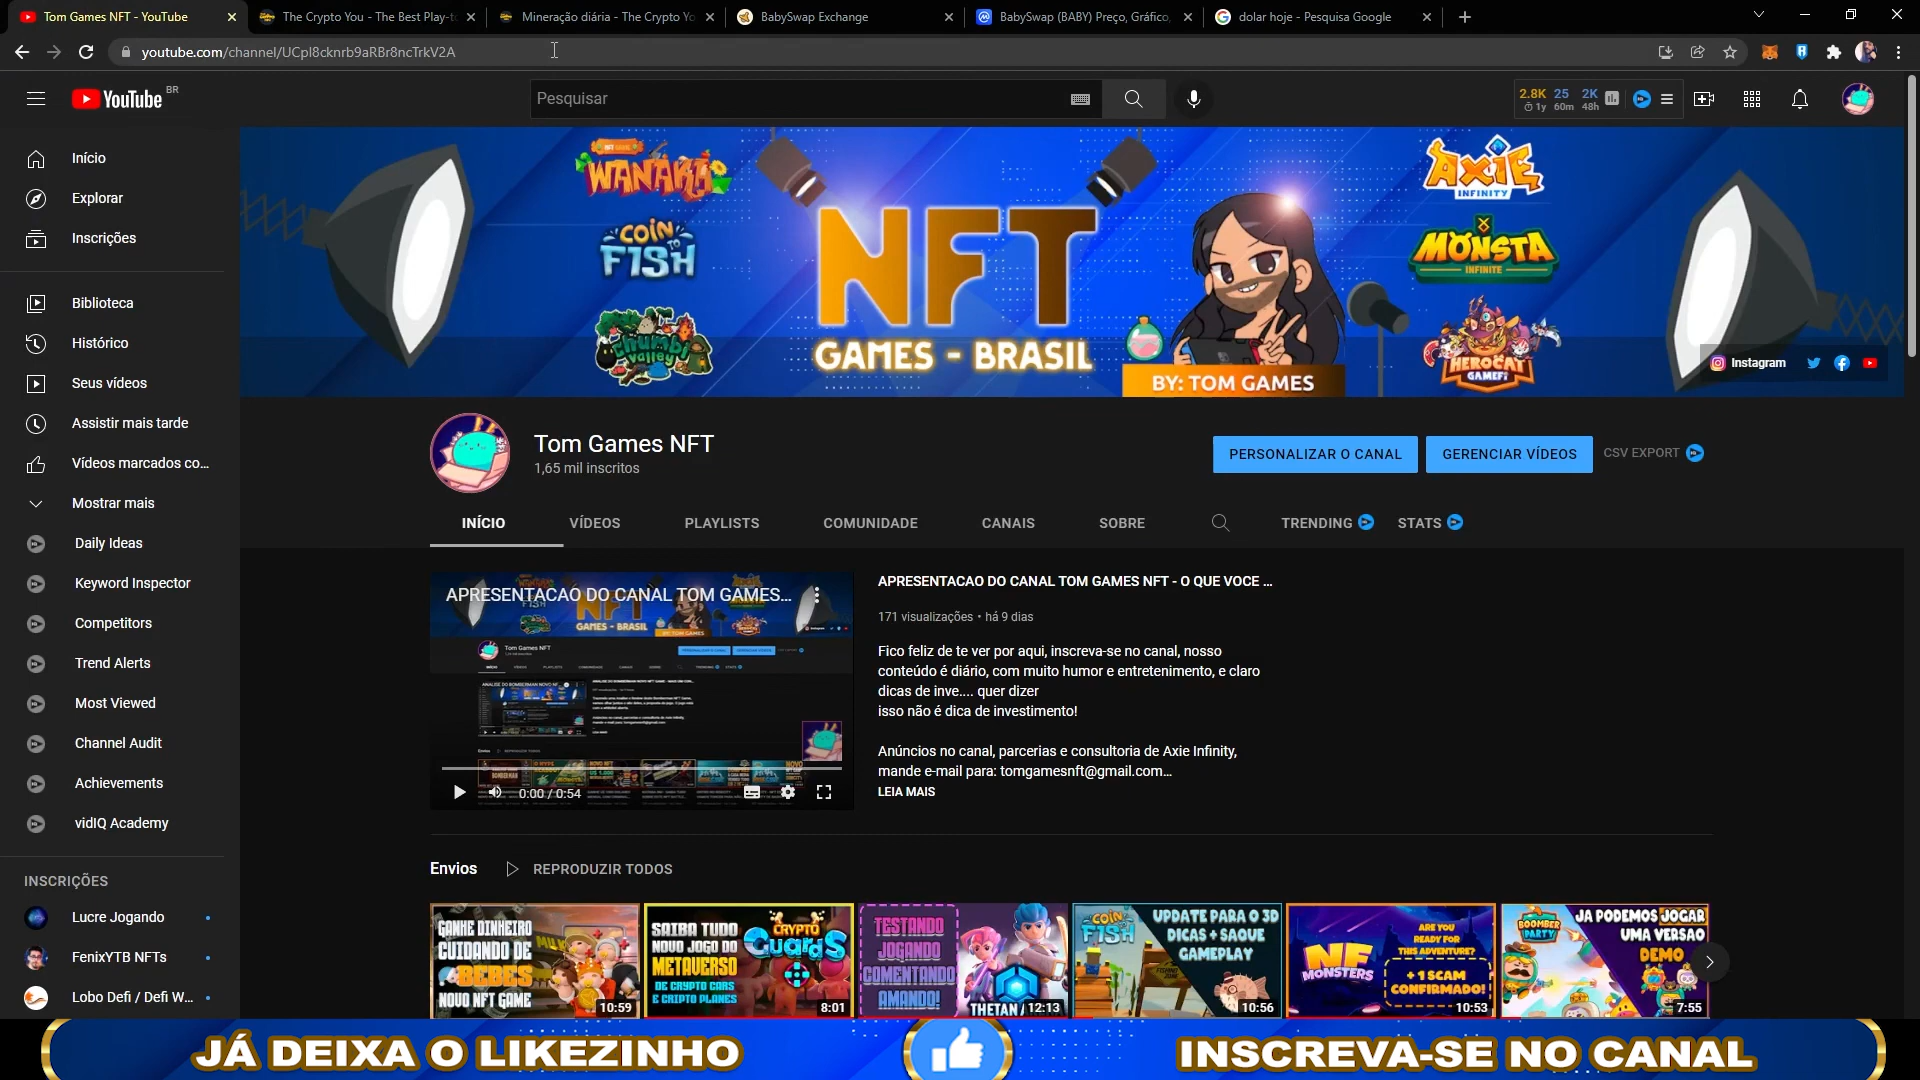 Tom Games NFT - YouTube
The Crypto You - The Best Play-to
Mineração diária - The Crypto Yo
BabySwap Exchange
BabySwap (BABY) Preço, Gráfico,
dolar hoje - Pesquisa Google
youtube.com/channel/UCpl8cknrb9aRBr8ncTrkV2A
YouTube BR
Pesquisar
2.8K 25 2K
1y 60m 48h
Início
Explorar
Inscrições
Biblioteca
Histórico
Seus vídeos
Assistir mais tarde
Vídeos marcados co...
Mostrar mais
Daily Ideas
Keyword Inspector
Competitors
Trend Alerts
Most Viewed
Channel Audit
Achievements
vidIQ Academy
INSCRIÇÕES
Lucre Jogando
FenixYTB NFTs
Lobo Defi / Defi W...
NFT GAME
WANAKA
COIN TO FISH
Chumbi Valley
NFT
GAMES - BRASIL
BY: TOM GAMES
AXIE
INFINITY
MONSTA
INFINITE
HEROCAT
GAMEFI
Instagram
Tom Games NFT
1,65 mil inscritos
PERSONALIZAR O CANAL
GERENCIAR VÍDEOS
CSV EXPORT
INÍCIO
VÍDEOS
PLAYLISTS
COMUNIDADE
CANAIS
SOBRE
TRENDING
STATS
APRESENTACAO DO CANAL TOM GAMES...
0:00 / 0:54
APRESENTACAO DO CANAL TOM GAMES NFT - O QUE VOCE ...
171 visualizações • há 9 dias
Fico feliz de te ver por aqui, inscreva-se no canal, nosso
conteúdo é diário, com muito humor e entretenimento, e claro
dicas de inve.... quer dizer
isso não é dica de investimento!
Anúncios no canal, parcerias e consultoria de Axie Infinity,
mande e-mail para: tomgamesnft@gmail.com...
LEIA MAIS
Envios
REPRODUZIR TODOS
GANHE DINHEIRO
CUIDANDO DE
BEBES
NOVO NFT GAME
10:59
SAIBA TUDO
NOVO JOGO DO
METAVERSO
DE CRYPTO CARS
E CRIPTO PLANES
CRYPTO
GUARDS
8:01
TESTANDO
JOGANDO
COMENTANDO
AMANDO!
THETAN
12:13
COIN TO FISH
UPDATE PARA O 3D
DICAS + SAQUE
GAMEPLAY
10:56
NF
MONSTERS
ARE YOU
READY FOR
THIS ADVENTURE?
+ 1 SCAM
CONFIRMADO!
10:53
BOOMBER
PARTY
JA PODEMOS JOGAR
UMA VERSAO
DEMO
7:55
JÁ DEIXA O LIKEZINHO
INSCREVA-SE NO CANAL